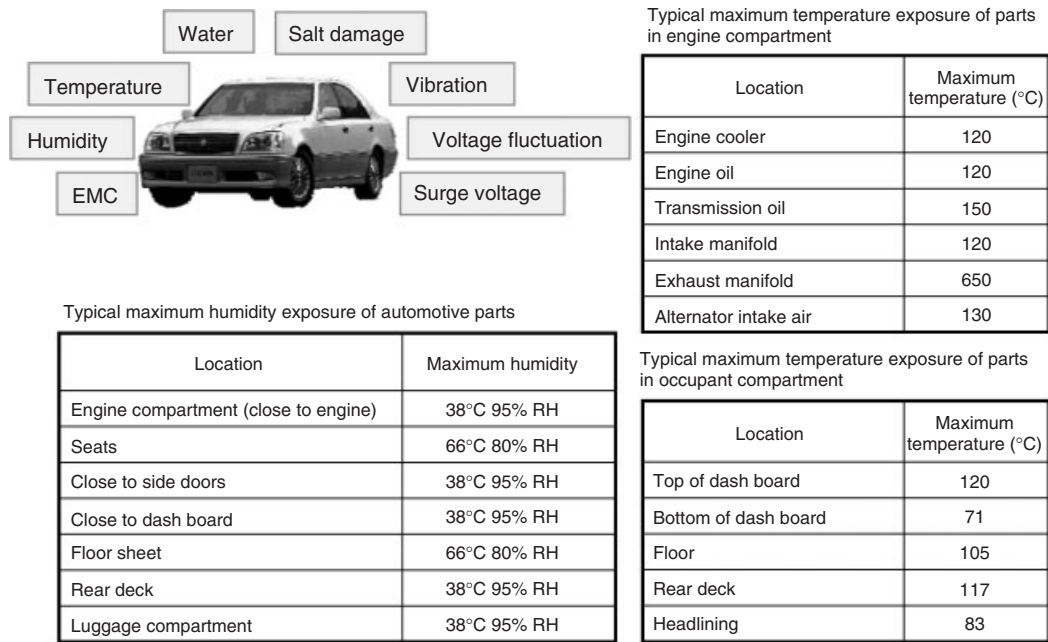 Water
Salt damage
Temperature
Vibration
Humidity
Voltage fluctuation
EMC
Surge voltage
Typical maximum temperature exposure of parts
in engine compartment
Location
Maximum
temperature (°C)
Engine cooler 120
Engine oil 120
Transmission oil 150
Intake manifold 120
Exhaust manifold 650
Alternator intake air 130
Typical maximum humidity exposure of automotive parts
Location Maximum humidity
Engine compartment (close to engine) 38°C 95% RH
Seats 66°C 80% RH
Close to side doors 38°C 95% RH
Close to dash board 38°C 95% RH
Floor sheet 66°C 80% RH
Rear deck 38°C 95% RH
Luggage compartment 38°C 95% RH
Typical maximum temperature exposure of parts
in occupant compartment
Location
Maximum
temperature (°C)
Top of dash board 120
Bottom of dash board 71
Floor 105
Rear deck 117
Headlining 83